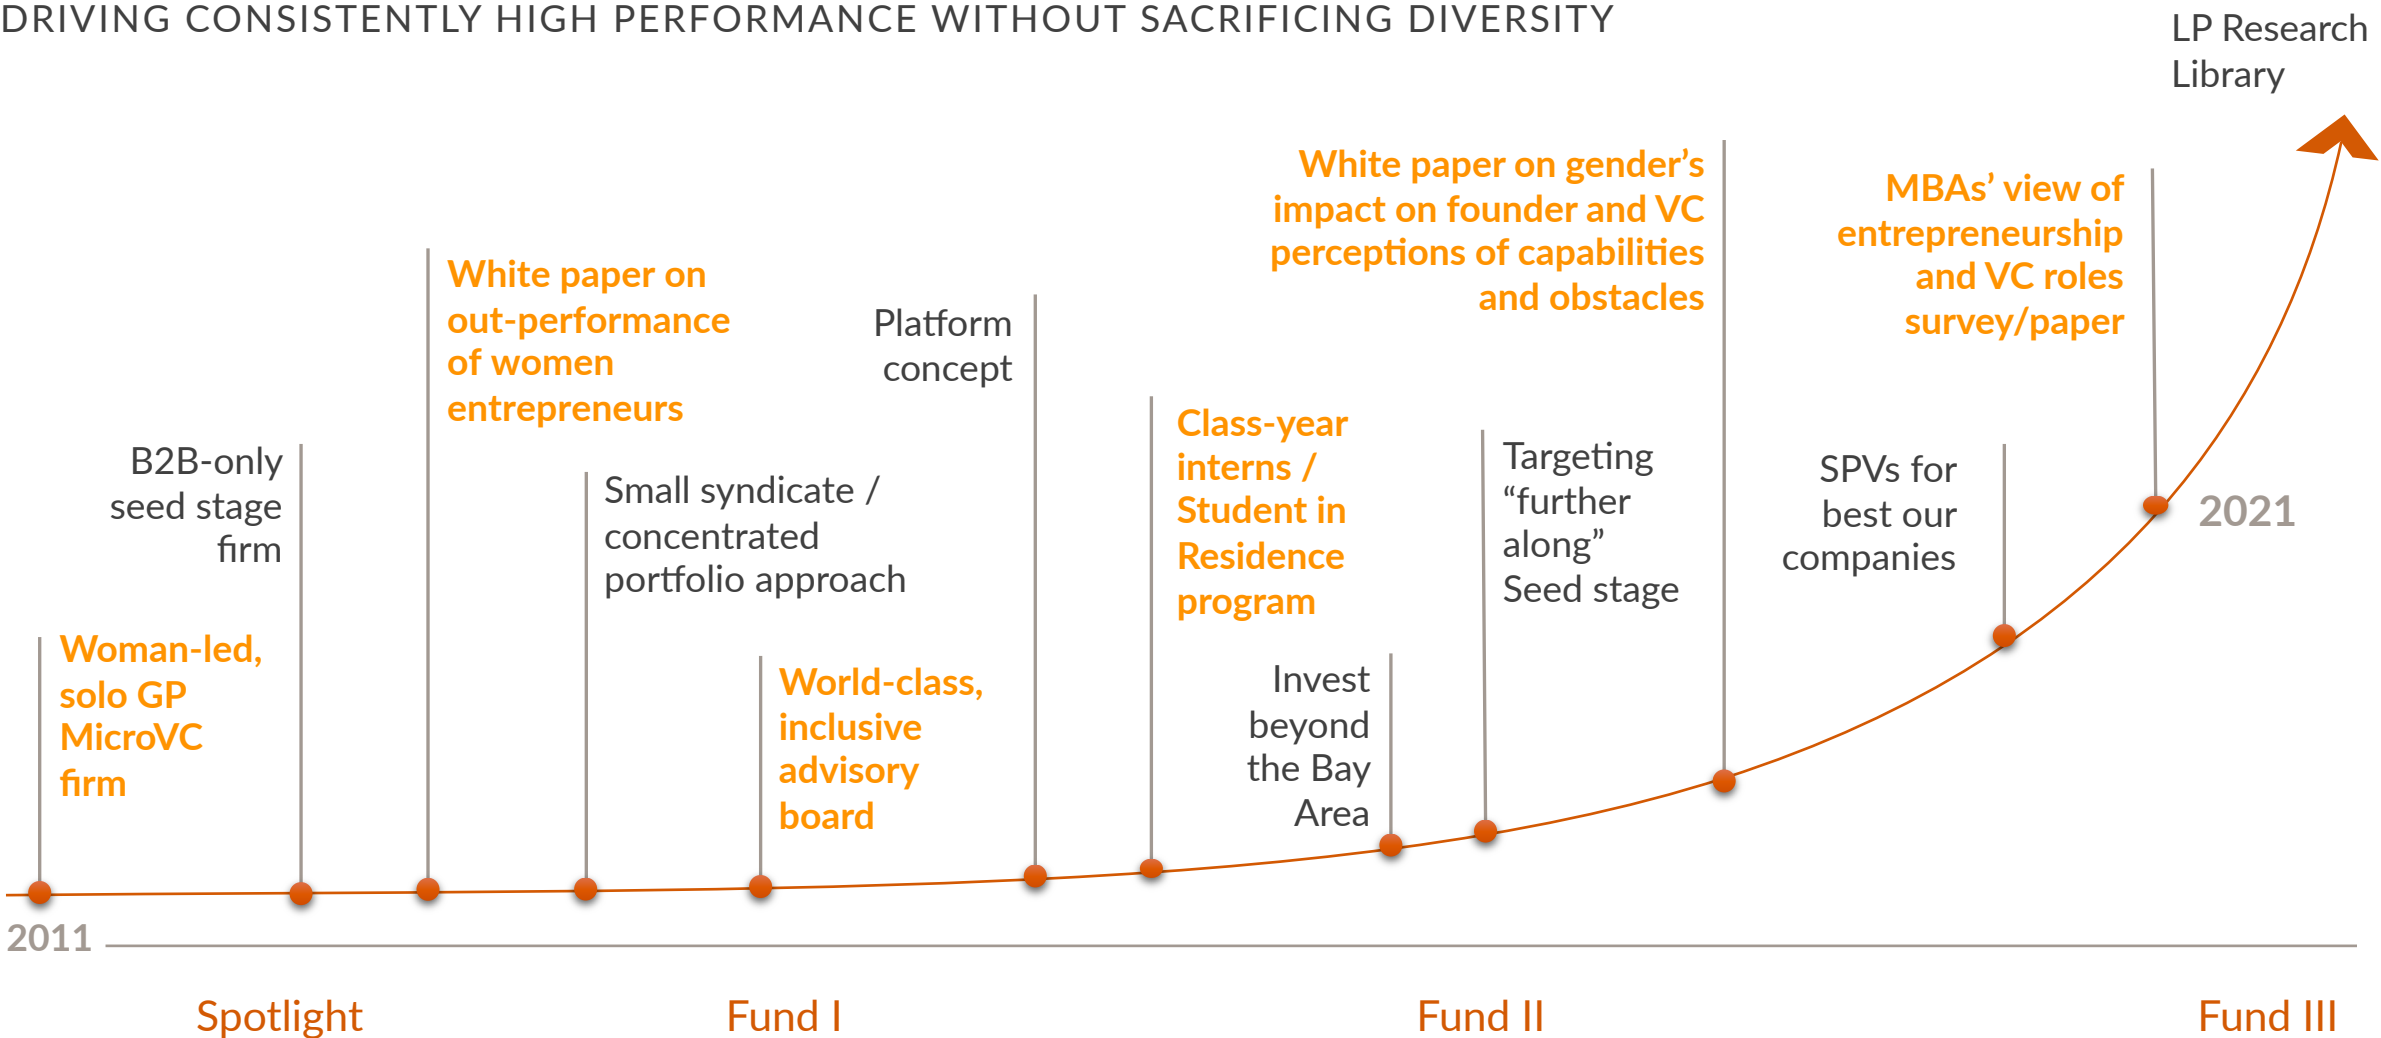 DRIVING CONSISTENTLY HIGH PERFORMANCE WITHOUT SACRIFICING DIVERSITY
LP Research
Library
Woman-led,
solo GP
MicroVC
firm
B2B-only
seed stage
firm
White paper on
out-performance
of women
entrepreneurs
Small syndicate /
concentrated
portfolio approach
World-class,
inclusive
advisory
board
Platform
concept
Class-year
interns /
Student in
Residence
program
Invest
beyond
the Bay
Area
Targeting
“further
along”
Seed stage
White paper on gender’s
impact on founder and VC
perceptions of capabilities
and obstacles
SPVs for
best our
companies
MBAs’ view of
entrepreneurship
and VC roles
survey/paper
2021
2011
Spotlight
Fund I
Fund II
Fund III